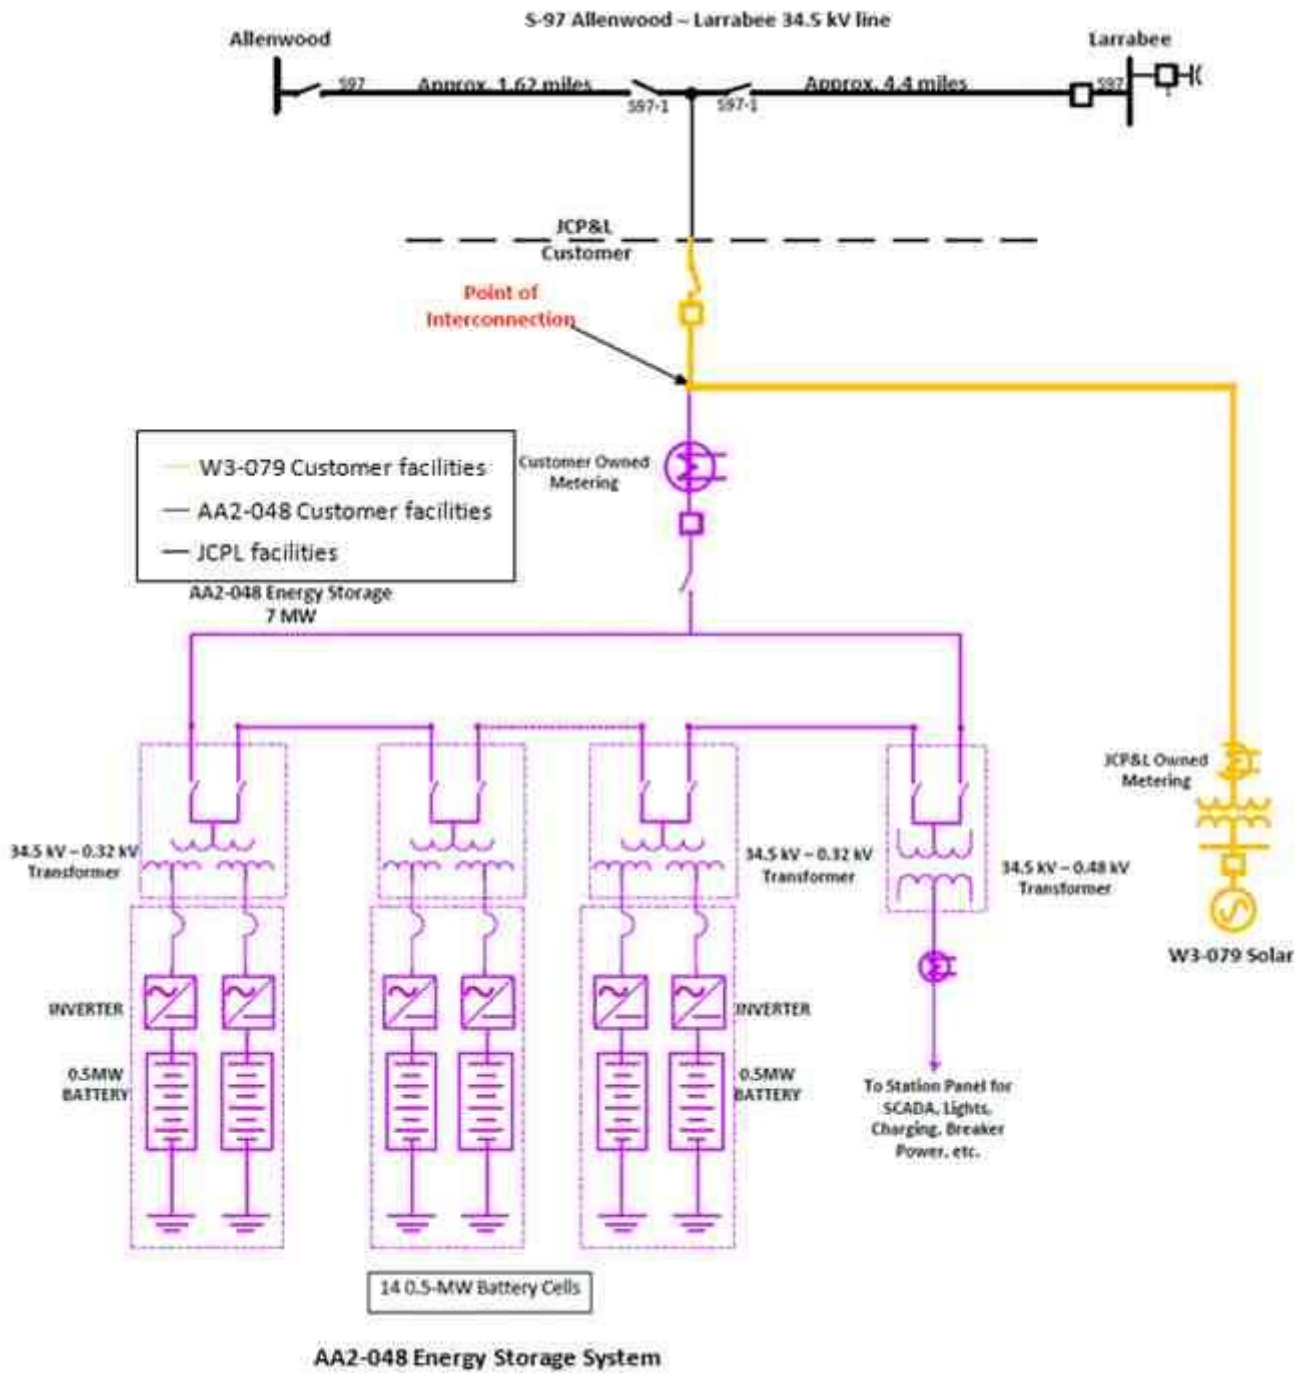 S-97 Allenwood – Larrabee 34.5 kV line
Allenwood
Larrabee
S97
Approx. 1.62 miles
S97-1
S97-1
Approx. 4.4 miles
S97
JCP&L
Customer
Point of
Interconnection
W3-079 Customer facilities
AA2-048 Customer facilities
JCPL facilities
Customer Owned
Metering
AA2-048 Energy Storage
7 MW
JCP&L Owned
Metering
34.5 kV – 0.32 kV
Transformer
34.5 kV – 0.32 kV
Transformer
34.5 kV – 0.48 kV
Transformer
W3-079 Solar
INVERTER
INVERTER
0.5MW
BATTERY
0.5MW
BATTERY
To Station Panel for
SCADA, Lights,
Charging, Breaker
Power, etc.
14 0.5-MW Battery Cells
AA2-048 Energy Storage System